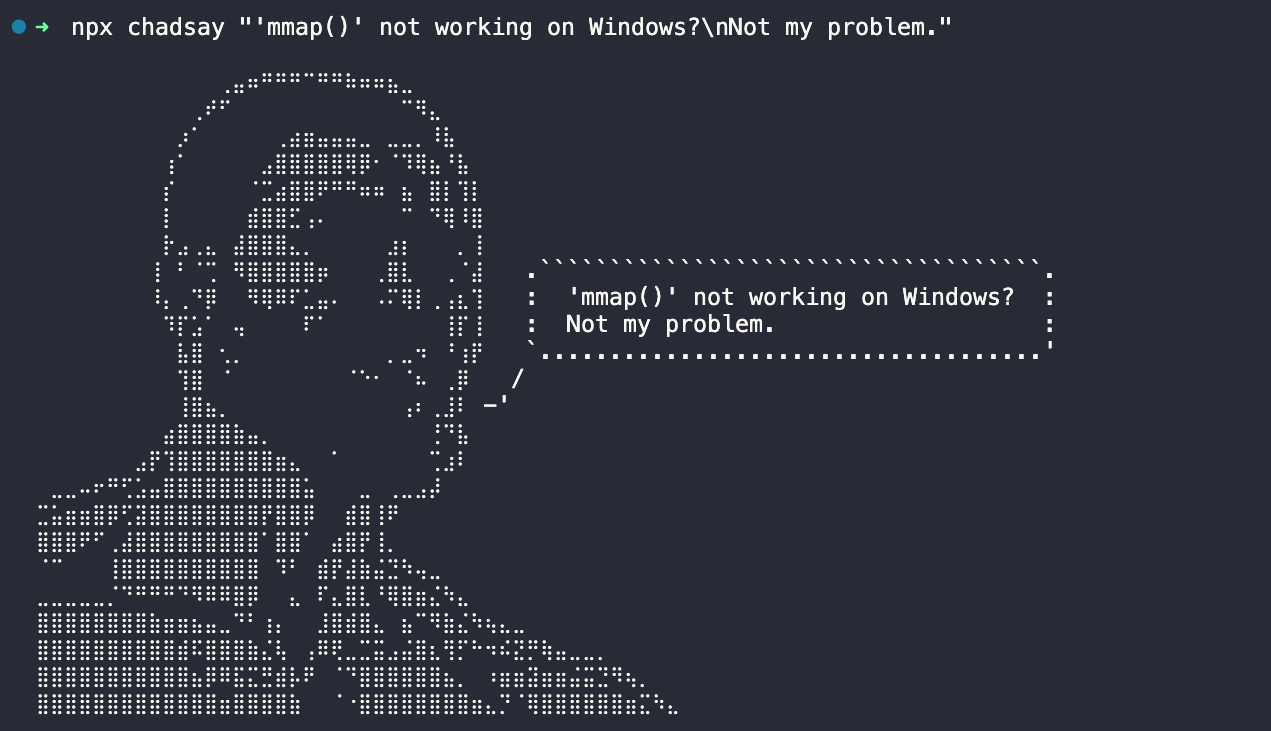 ➜ npx chadsay "'mmap()' not working on Windows?\nNot my problem."
'mmap()' not working on Windows?
Not my problem.